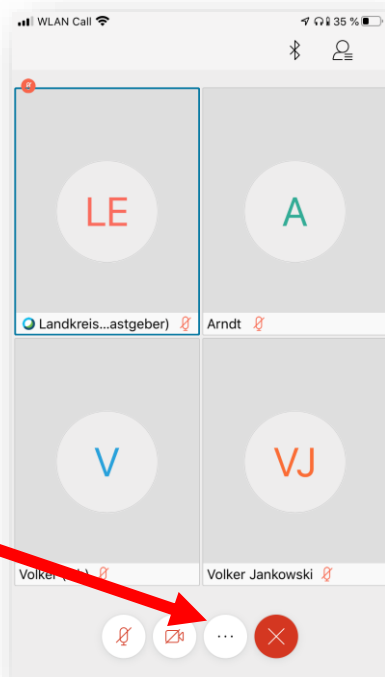 WLAN Call 35 %
LE
A
Landkreis...astgeber)
Arndt
V
VJ
Volker
Volker Jankowski
...